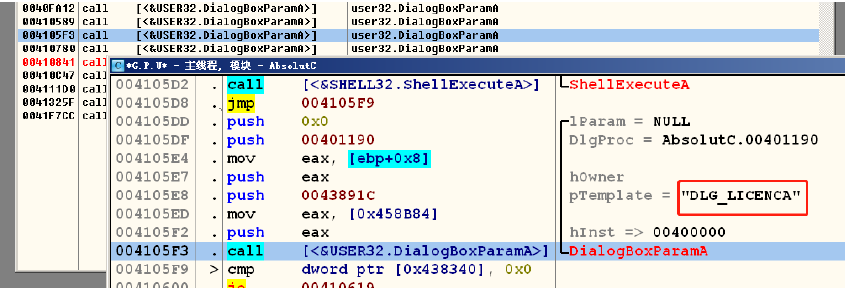 0040FA12 call [<&USER32.DialogBoxParamA>] user32.DialogBoxParamA
00410589 call [<&USER32.DialogBoxParamA>] user32.DialogBoxParamA
004105F3 call [<&USER32.DialogBoxParamA>] user32.DialogBoxParamA
00410780 call [<&USER32.DialogBoxParamA>] user32.DialogBoxParamA
00410841 cal
00410C47 cal
004111D0 cal
0041325F cal
0041F7CC cal
C *G.P.U* - 主线程, 模块 - AbsolutC
004105D2 . call [<&SHELL32.ShellExecuteA>] ShellExecuteA
004105D8 . jmp 004105F9
004105DD . push 0x0 lParam = NULL
004105DF . push 00401190 DlgProc = AbsolutC.00401190
004105E4 . mov eax, [ebp+0x8]
004105E7 . push eax hOwner
004105E8 . push 0043891C pTemplate = "DLG_LICENCA"
004105ED . mov eax, [0x458B84]
004105F2 . push eax hInst => 00400000
004105F3 . call [<&USER32.DialogBoxParamA>] DialogBoxParamA
004105F9 > cmp dword ptr [0x438340], 0x0
00410600 . je 00410619